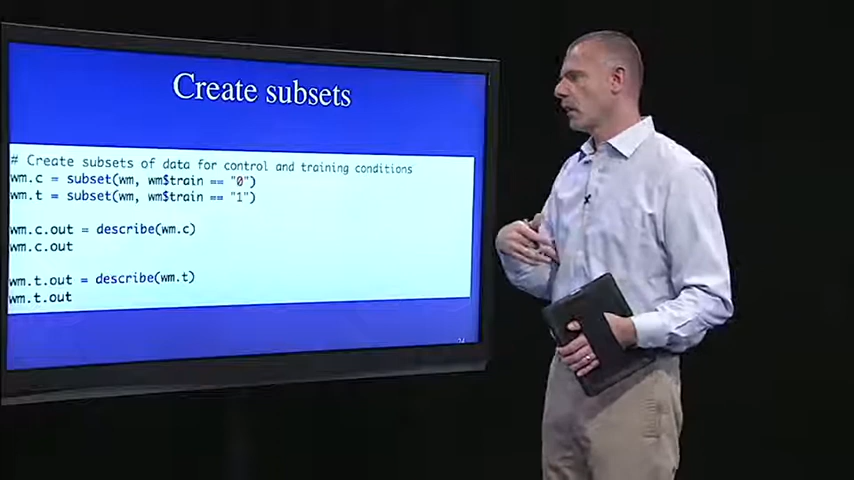 Create subsets
# Create subsets of data for control and training conditions
wm.c = subset(wm, wm$train == "0")
wm.t = subset(wm, wm$train == "1")
wm.c.out = describe(wm.c)
wm.c.out
wm.t.out = describe(wm.t)
wm.t.out
24